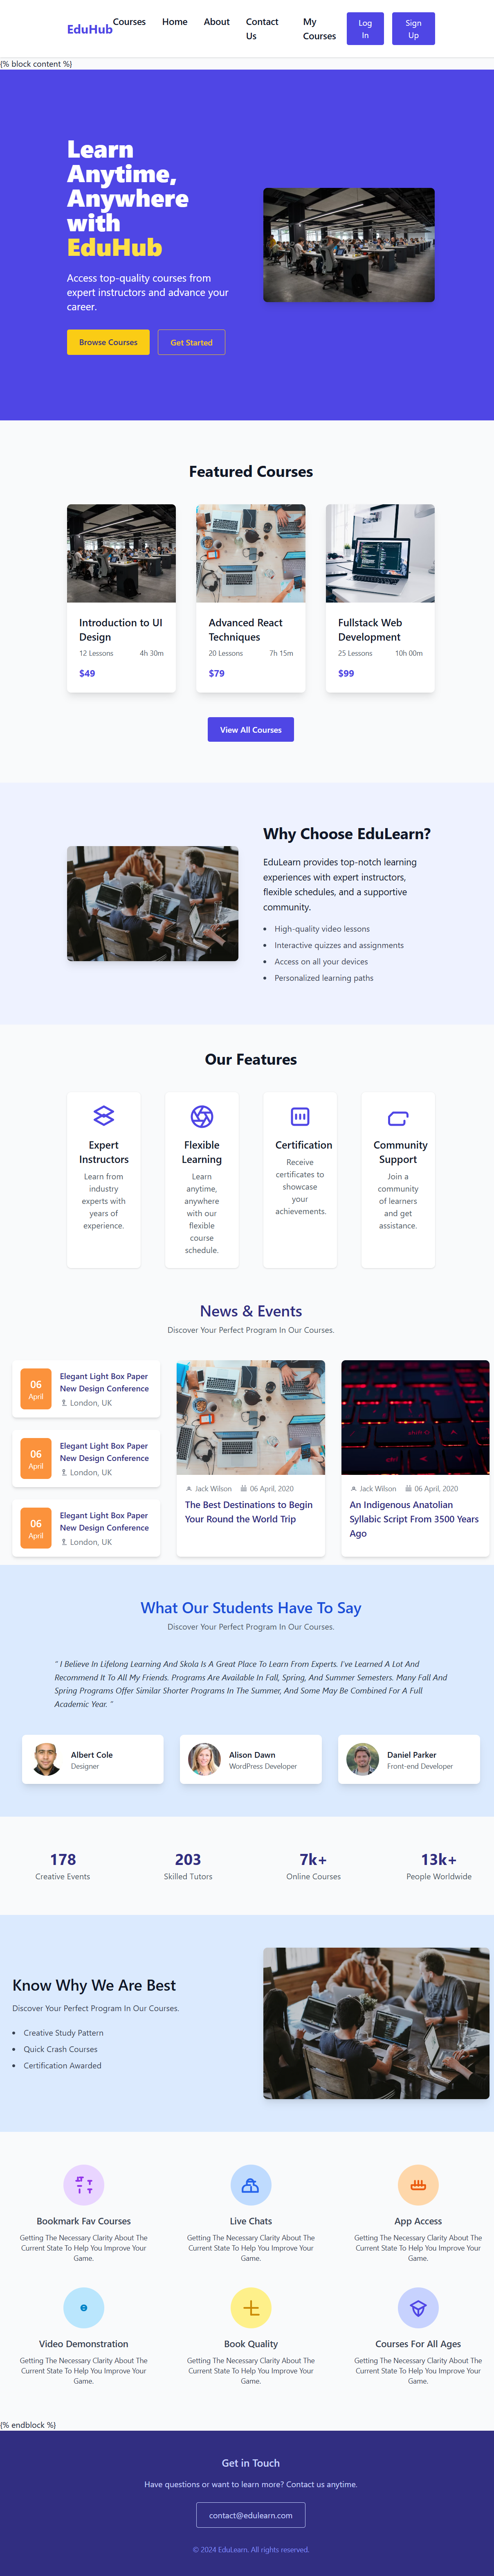 EduHub
Courses
Home
About
Contact
Us
My
Courses
Log
In
Sign
Up
{% block content %}
Learn
Anytime,
Anywhere
with
EduHub
Access top-quality courses from
expert instructors and advance your
career.
Browse Courses
Get Started
Featured Courses
Introduction to UI
Design
12 Lessons
4h 30m
$49
Advanced React
Techniques
20 Lessons
7h 15m
$79
Fullstack Web
Development
25 Lessons
10h 00m
$99
View All Courses
Why Choose EduLearn?
EduLearn provides top-notch learning
experiences with expert instructors,
flexible schedules, and a supportive
community.
High-quality video lessons
Interactive quizzes and assignments
Access on all your devices
Personalized learning paths
Our Features
Expert
Instructors
Learn from
industry
experts with
years of
experience.
Flexible
Learning
Learn
anytime,
anywhere
with our
flexible
course
schedule.
Certification
Receive
certificates to
showcase
your
achievements.
Community
Support
Join a
community
of learners
and get
assistance.
News & Events
Discover Your Perfect Program In Our Courses.
06
April
Elegant Light Box Paper
New Design Conference
London, UK
06
April
Elegant Light Box Paper
New Design Conference
London, UK
06
April
Elegant Light Box Paper
New Design Conference
London, UK
Jack Wilson
06 April, 2020
The Best Destinations to Begin
Your Round the World Trip
Jack Wilson
06 April, 2020
An Indigenous Anatolian
Syllabic Script From 3500 Years
Ago
What Our Students Have To Say
Discover Your Perfect Program In Our Courses.
" I Believe In Lifelong Learning And Skola Is A Great Place To Learn From Experts. I've Learned A Lot And
Recommend It To All My Friends. Programs Are Available In Fall, Spring, And Summer Semesters. Many Fall And
Spring Programs Offer Similar Shorter Programs In The Summer, And Some May Be Combined For A Full
Academic Year. "
Albert Cole
Designer
Alison Dawn
WordPress Developer
Daniel Parker
Front-end Developer
178
Creative Events
203
Skilled Tutors
7k+
Online Courses
13k+
People Worldwide
Know Why We Are Best
Discover Your Perfect Program In Our Courses.
Creative Study Pattern
Quick Crash Courses
Certification Awarded
Bookmark Fav Courses
Getting The Necessary Clarity About The
Current State To Help You Improve Your
Game.
Live Chats
Getting The Necessary Clarity About The
Current State To Help You Improve Your
Game.
App Access
Getting The Necessary Clarity About The
Current State To Help You Improve Your
Game.
Video Demonstration
Getting The Necessary Clarity About The
Current State To Help You Improve Your
Game.
Book Quality
Getting The Necessary Clarity About The
Current State To Help You Improve Your
Game.
Courses For All Ages
Getting The Necessary Clarity About The
Current State To Help You Improve Your
Game.
{% endblock %}
Get in Touch
Have questions or want to learn more? Contact us anytime.
contact@edulearn.com
© 2024 EduLearn. All rights reserved.